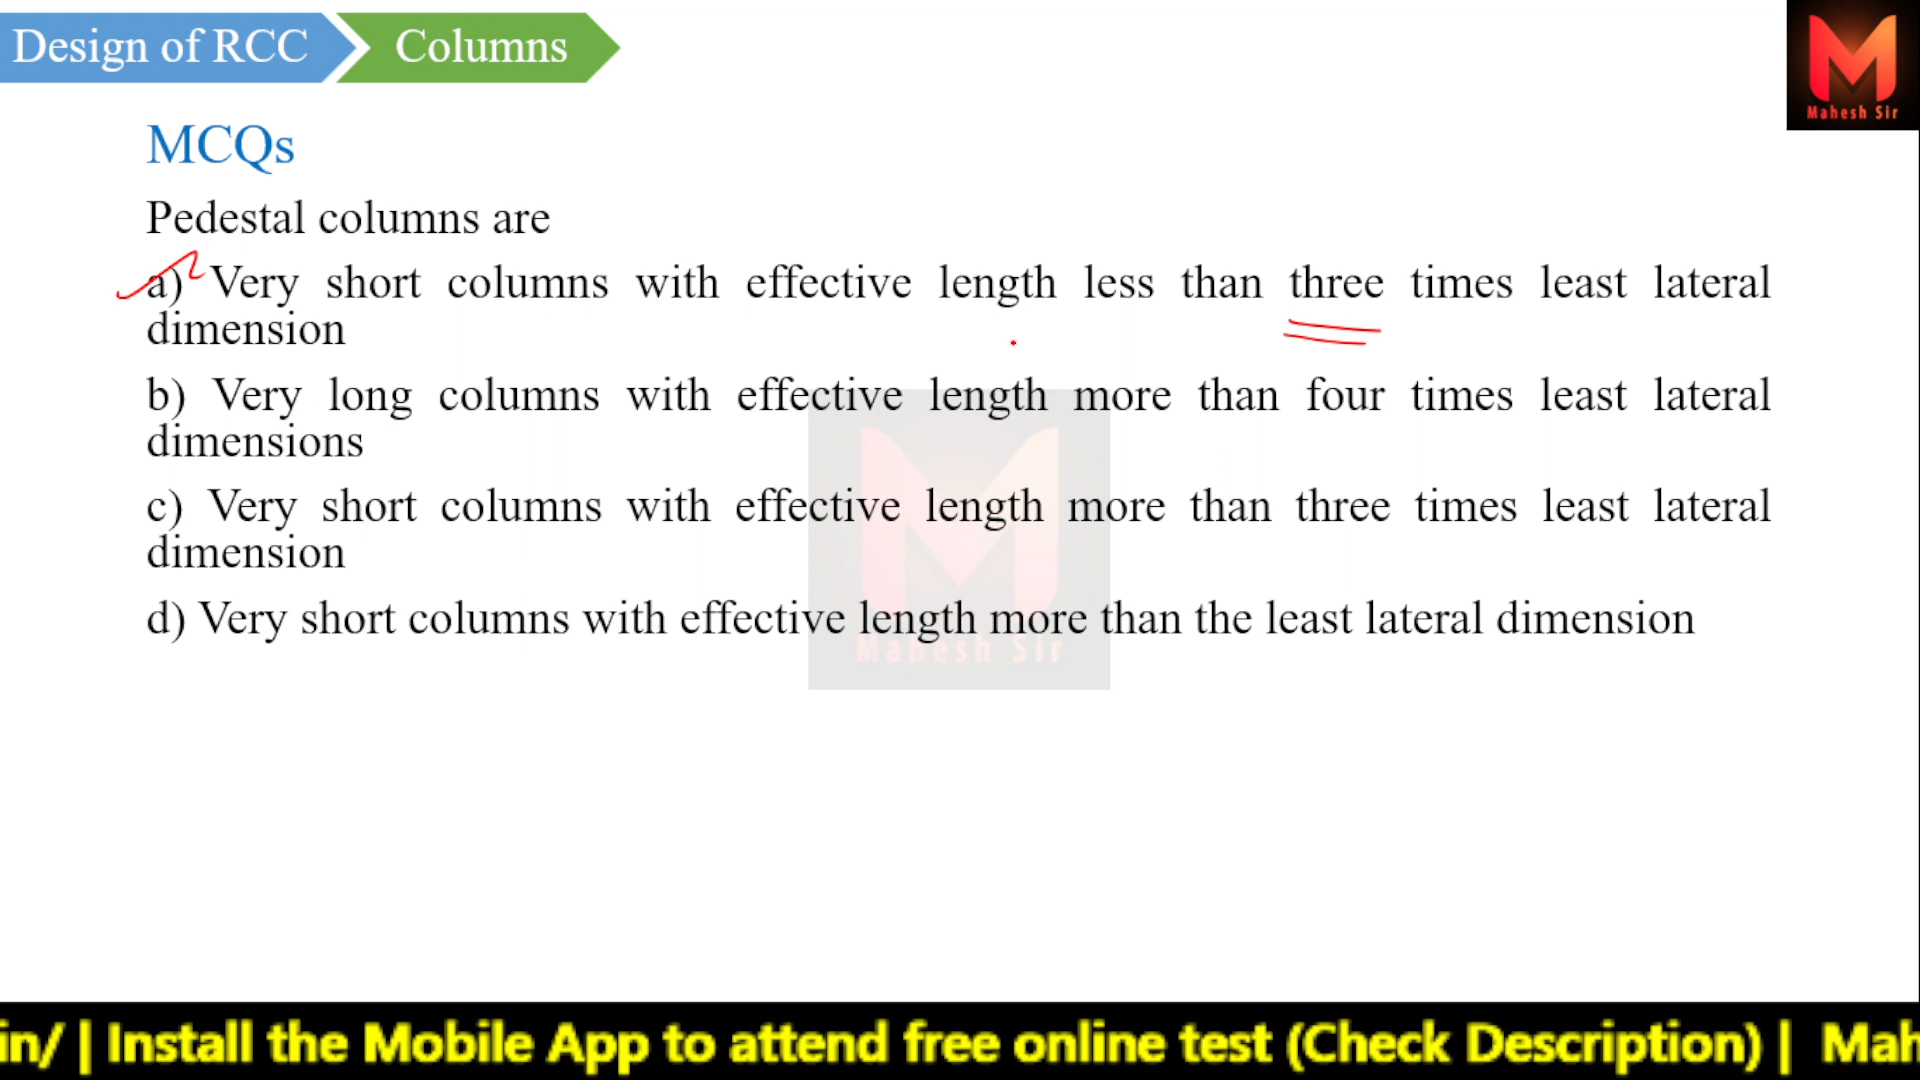 Design of RCC Columns
Mahesh Sir
MCQs
Pedestal columns are
a) Very short columns with effective length less than three times least lateral
dimension
b) Very long columns with effective length more than four times least lateral
dimensions
c) Very short columns with effective length more than three times least lateral
dimension
d) Very short columns with effective length more than the least lateral dimension
Mahesh Sir
in/ | Install the Mobile App to attend free online test (Check Description) | Mah